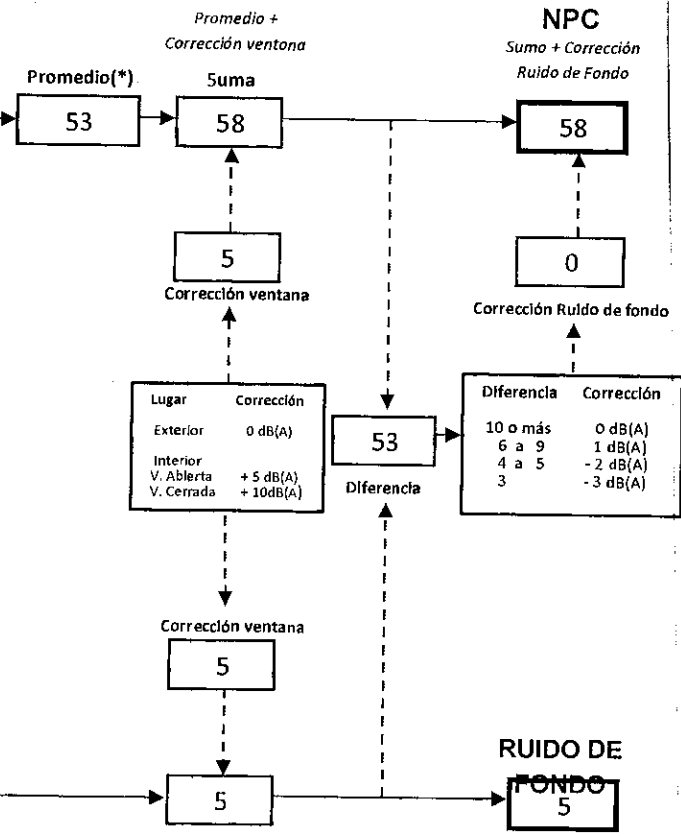 Promedio +
Corrección ventana
NPC
Sumo + Corrección
Ruido de Fondo
Promedio(*)
5uma
53
58
58
5
0
Corrección ventana
Corrección Ruido de fondo
Lugar Corrección
Exterior 0 dB(A)
Interior
V. Abierta + 5 dB(A)
V. Cerrada + 10dB(A)
53
Diferencia
Diferencia Corrección
10 o más 0 dB(A)
6 a 9 1 dB(A)
4 a 5 - 2 dB(A)
3 - 3 dB(A)
Corrección ventana
5
RUIDO DE
FONDO
5
5